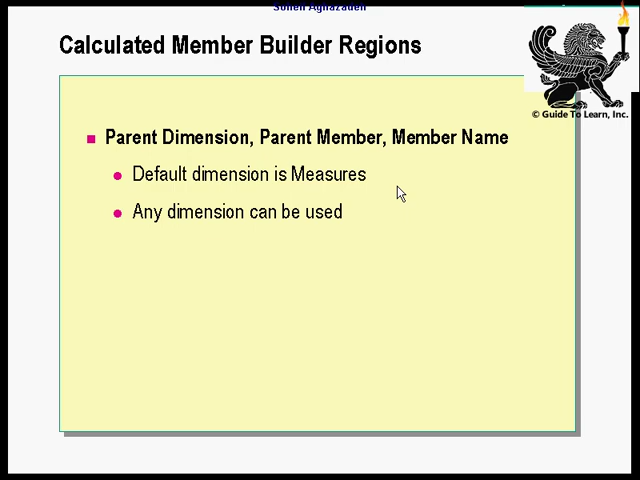 Soheil Aghazadeh
Calculated Member Builder Regions
© Guide To Learn, Inc.
Parent Dimension, Parent Member, Member Name
Default dimension is Measures
Any dimension can be used